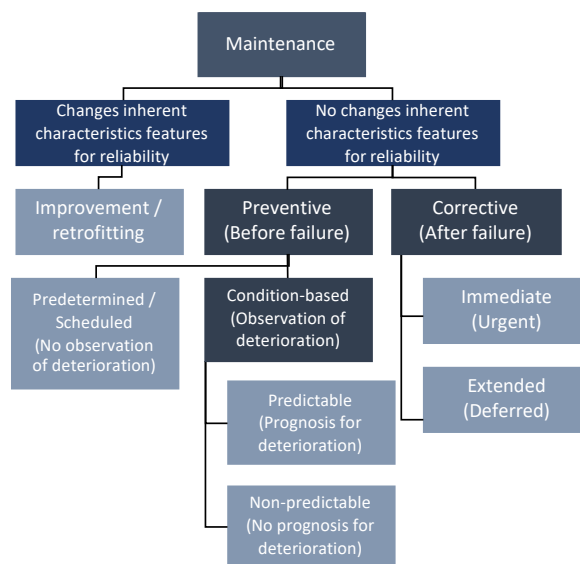 Maintenance
Changes inherent
characteristics features
for reliability
No changes inherent
characteristics features
for reliability
Improvement /
retrofitting
Preventive
(Before failure)
Corrective
(After failure)
Predetermined /
Scheduled
(No observation
of deterioration)
Condition-based
(Observation of
deterioration)
Immediate
(Urgent)
Extended
(Deferred)
Predictable
(Prognosis for
deterioration)
Non-predictable
(No prognosis for
deterioration)